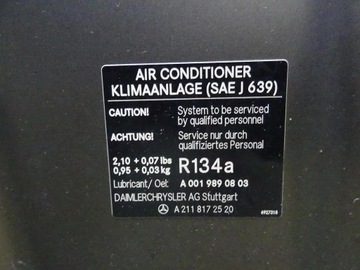 AIR CONDITIONER
KLIMAANLAGE (SAE J 639)
CAUTION! System to be serviced
by qualified personnel
ACHTUNG! Service nur durch
qualifiziertes Personal
2,10 + 0,07 lbs
0,95 + 0,03 kg R134a
Lubricant/ Oel: A 001 989 08 03
DAIMLERCHRYSLER AG Stuttgart
A 211 817 25 20 6927018